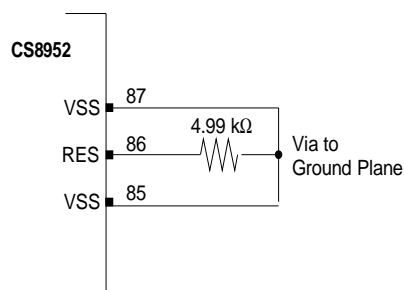 CS8952
VSS 87
4.99 kΩ
RES 86
Via to
Ground Plane
VSS 85